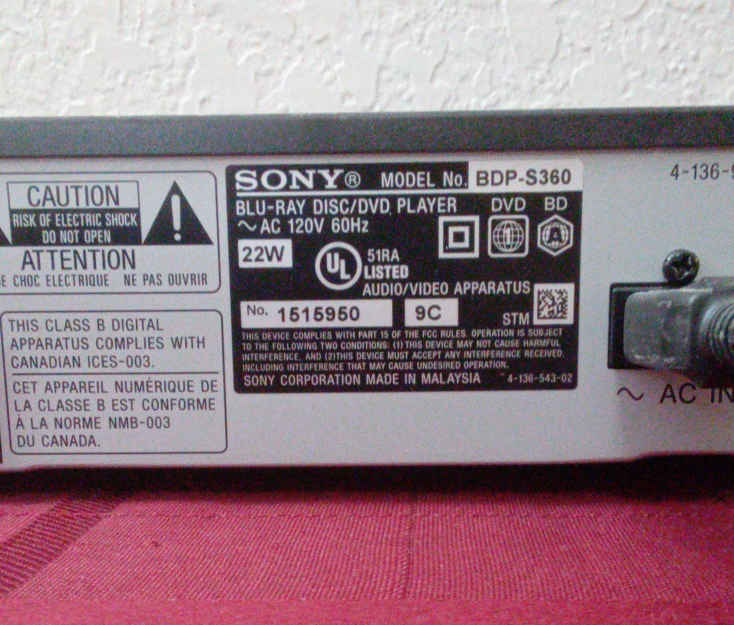 CAUTION
RISK OF ELECTRIC SHOCK
DO NOT OPEN
ATTENTION
CHOC ELECTRIQUE NE PAS OUVRIR
THIS CLASS B DIGITAL
APPARATUS COMPLIES WITH
CANADIAN ICES-003.
CET APPAREIL NUMÉRIQUE DE
LA CLASSE B EST CONFORME
À LA NORME NMB-003
DU CANADA.
SONY® MODEL No. BDP-S360
BLU-RAY DISC/DVD PLAYER DVD BD
~ AC 120V 60Hz
22W
UL 51RA
LISTED
AUDIO/VIDEO APPARATUS
No. 1515950 9C STM
THIS DEVICE COMPLIES WITH PART 15 OF THE FCC RULES. OPERATION IS SUBJECT
TO THE FOLLOWING TWO CONDITIONS: (1) THIS DEVICE MAY NOT CAUSE HARMFUL
INTERFERENCE, AND (2) THIS DEVICE MUST ACCEPT ANY INTERFERENCE RECEIVED,
INCLUDING INTERFERENCE THAT MAY CAUSE UNDESIRED OPERATION.
SONY CORPORATION MADE IN MALAYSIA 4-136-543-02
4-136-9
~ AC IN